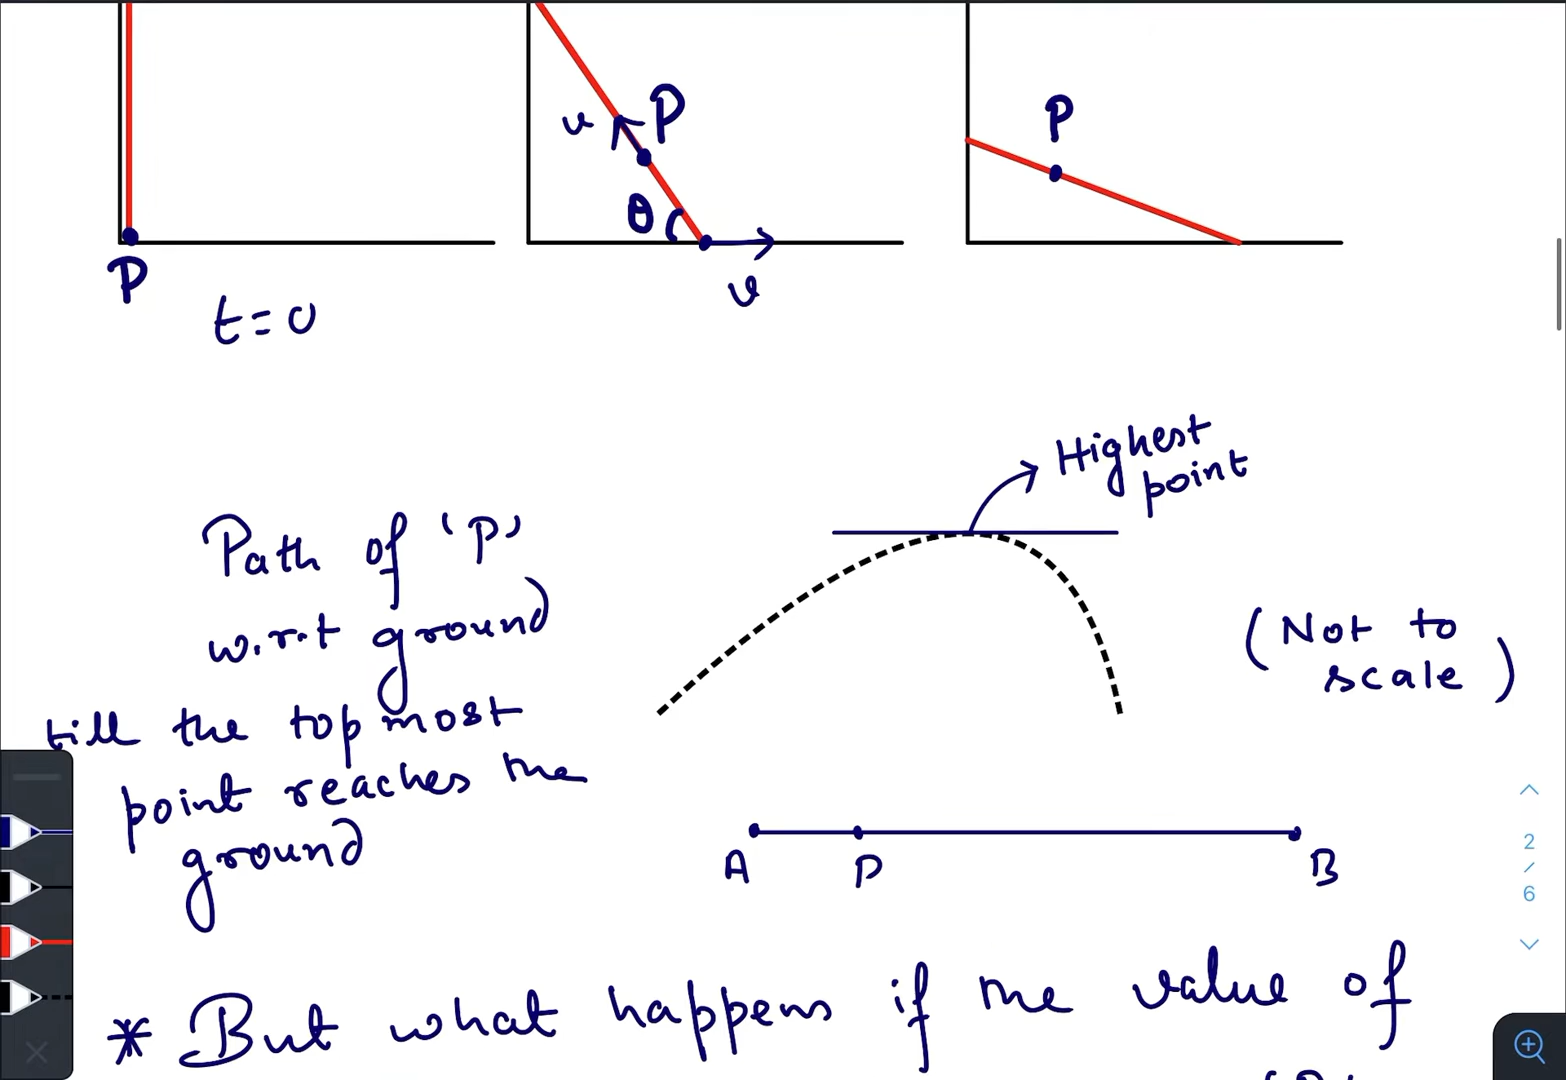 P
u
θ
P
P
v
t=0
Highest
point
Path of 'P'
w.r.t ground
till the top most
point reaches the
ground
(Not to
scale)
A P B
* But what happens if the value of
2
/
6